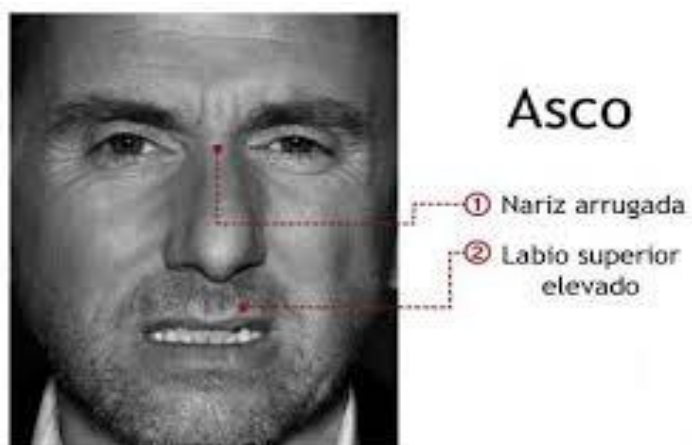 Asco
① Nariz arrugada
② Labio superior
elevado